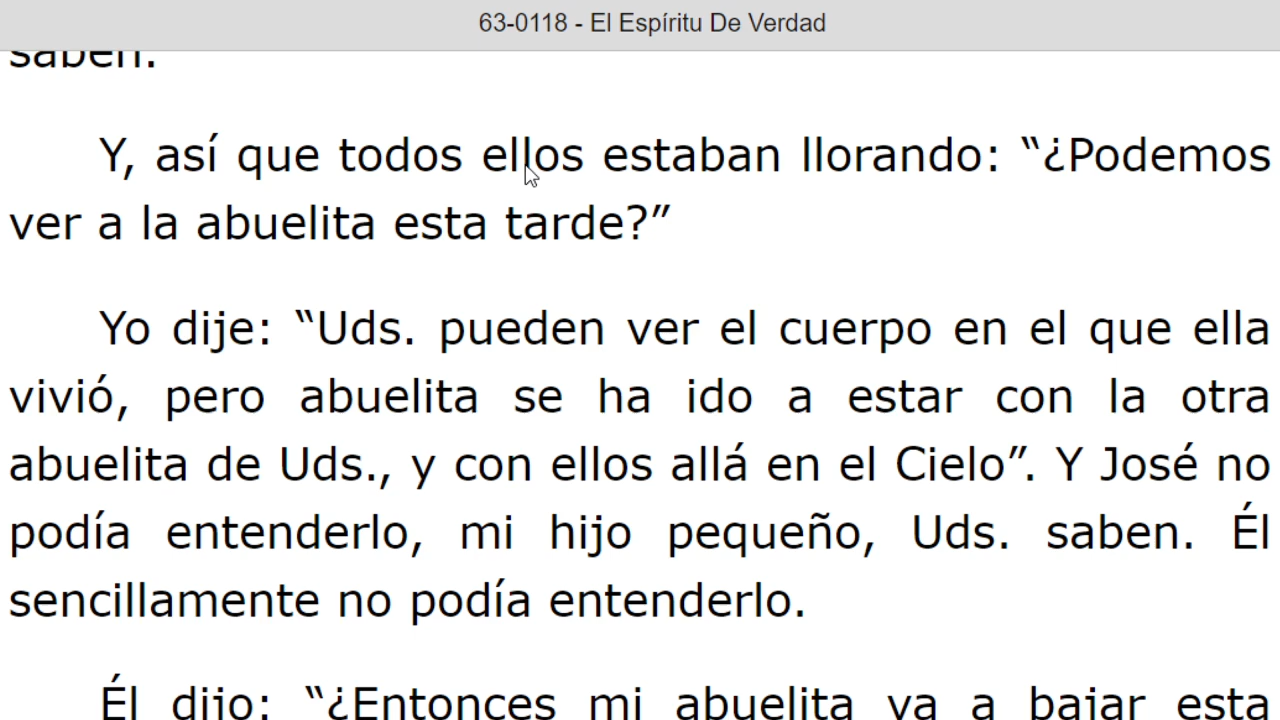 63-0118 - El Espíritu De Verdad
saben.
Y, así que todos ellos estaban llorando: “¿Podemos
ver a la abuelita esta tarde?”
Yo dije: “Uds. pueden ver el cuerpo en el que ella
vivió, pero abuelita se ha ido a estar con la otra
abuelita de Uds., y con ellos allá en el Cielo”. Y José no
podía entenderlo, mi hijo pequeño, Uds. saben. Él
sencillamente no podía entenderlo.
Él dijo: “¿Entonces mi abuelita va a bajar esta